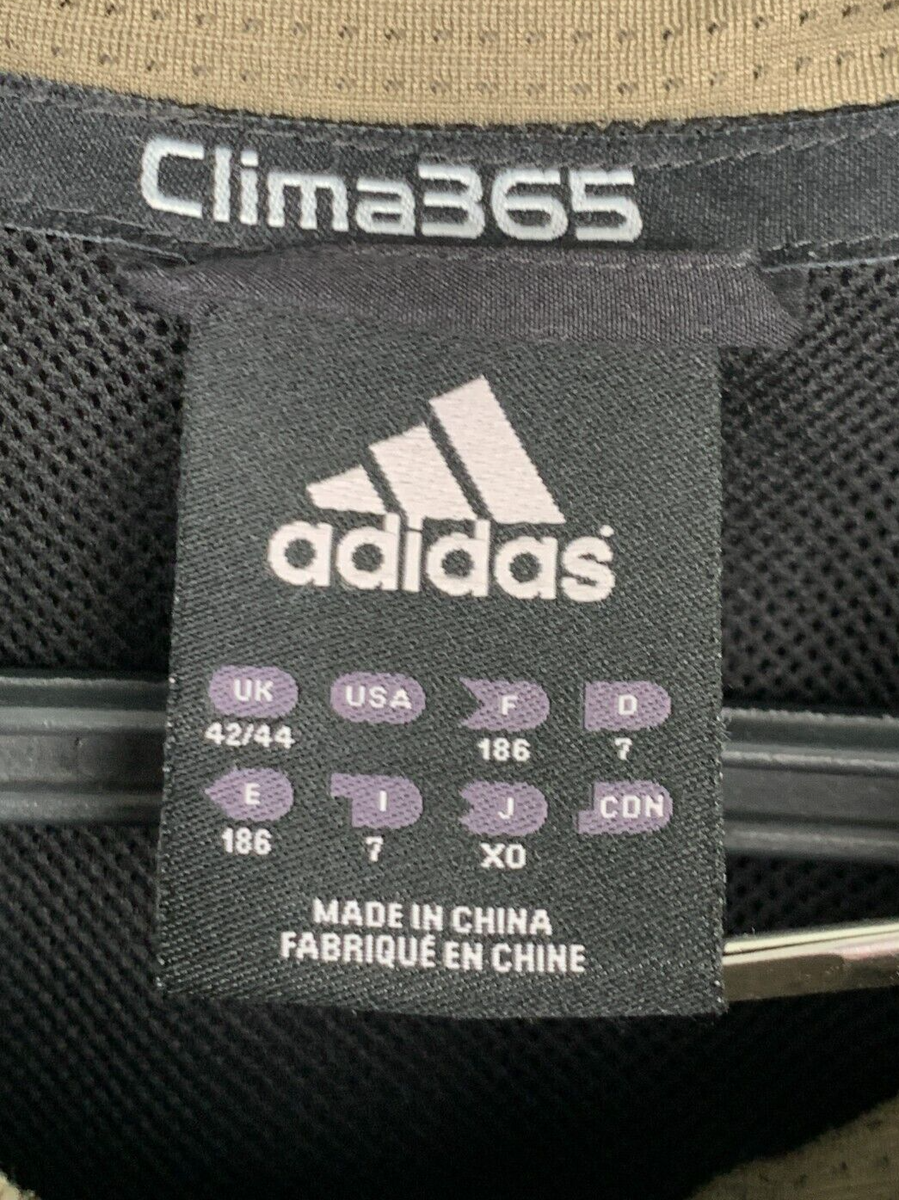 Clima365
adidas
UK USA F D
42/44 186 7
E I J CDN
186 7 XO
MADE IN CHINA
FABRIQUÉ EN CHINE